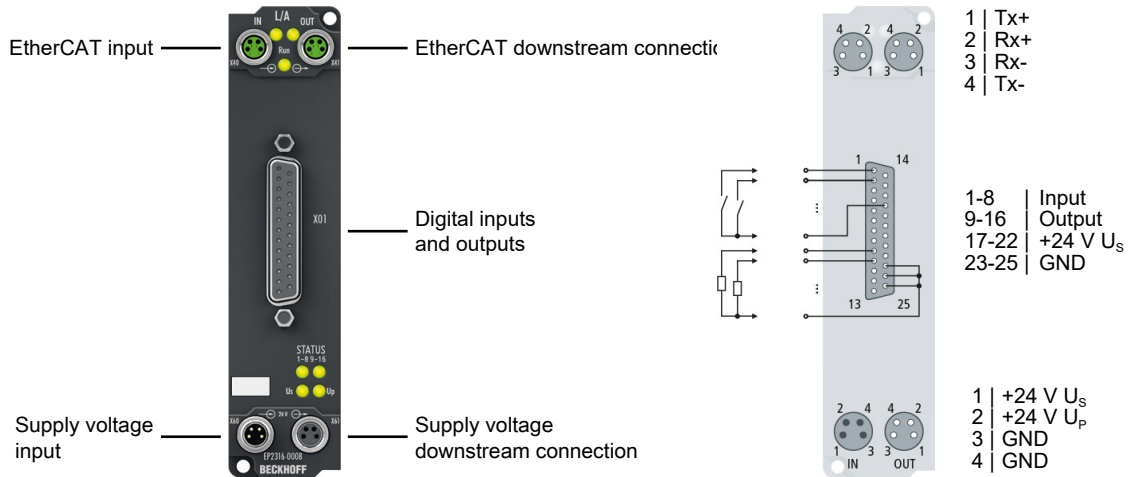 IN L/A OUT
EtherCAT input
Run
EtherCAT downstream connectio
X40 X41
X01
Digital inputs
and outputs
STATUS
1-8 9-16
Us Up
Supply voltage
input
X60 24 V X61
Supply voltage
downstream connection
EP2316-0008
BECKHOFF
4 2 4 2
3 1 3 1
1 | Tx+
2 | Rx+
3 | Rx-
4 | Tx-
1 14
...
...
...
...
13 25
1-8 | Input
9-16 | Output
17-22 | +24 V Us
23-25 | GND
2 4 4 2
1 3 3 1
IN OUT
1 | +24 V Us
2 | +24 V Up
3 | GND
4 | GND